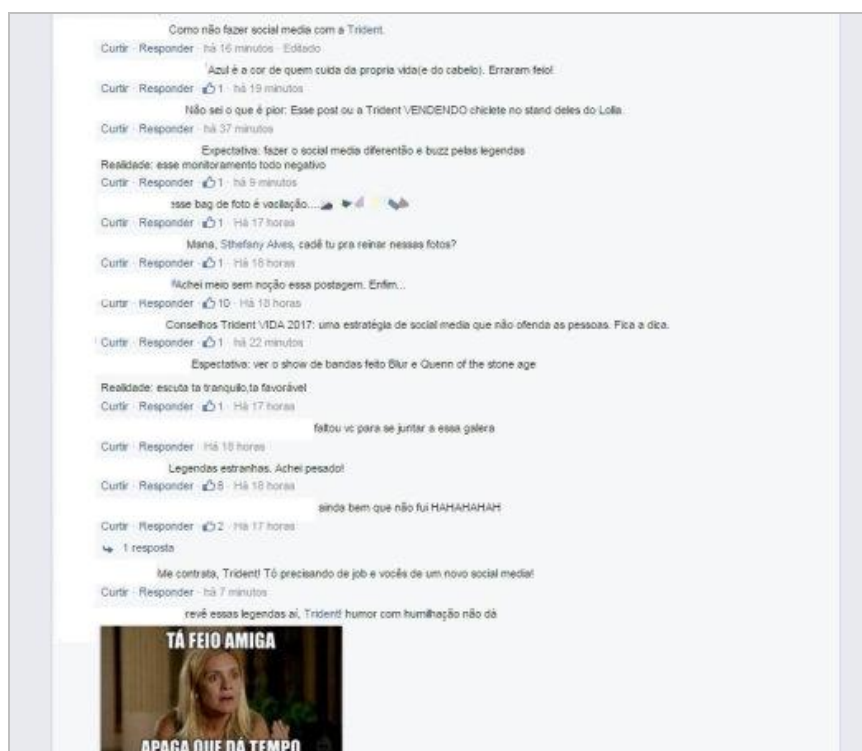 Como não fazer social media com a Trident.
Curtir · Responder · há 16 minutos · Editado
Azul é a cor de quem cuida da propria vida(e do cabelo). Erraram feio!
Curtir · Responder · 1 · há 19 minutos
Não sei o que é pior: Esse post ou a Trident VENDENDO chiclete no stand deles do Lolla.
Curtir · Responder · há 37 minutos
Expectativa: fazer o social media diferentão e buzz pelas legendas
Realidade: esse monitoramento todo negativo
Curtir · Responder · 1 · há 9 minutos
esse bag de foto é vacilação....
Curtir · Responder · 1 · Há 17 horas
Mana, Sthefany Alves, cadê tu pra reinar nessas fotos?
Curtir · Responder · 1 · Há 18 horas
Achei meio sem noção essa postagem. Enfim...
Curtir · Responder · 10 · Há 18 horas
Conselhos Trident VIDA 2017: uma estratégia de social media que não ofenda as pessoas. Fica a dica.
Curtir · Responder · 1 · há 22 minutos
Espectativa: ver o show de bandas feito Blur e Quenn of the stone age
Realidade: escuta ta tranquilo,ta favorável
Curtir · Responder · 1 · Há 17 horas
faltou vc para se juntar a essa galera
Curtir · Responder · Há 18 horas
Legendas estranhas. Achei pesado!
Curtir · Responder · 8 · Há 18 horas
ainda bem que não fui HAHAHAHAH
Curtir · Responder · 2 · Há 17 horas
1 resposta
Me contrata, Trident! Tô precisando de job e vocês de um novo social media!
Curtir · Responder · há 7 minutos
revê essas legendas aí, Trident! humor com humilhação não dá
TÁ FEIO AMIGA
APAGA QUE DÁ TEMPO